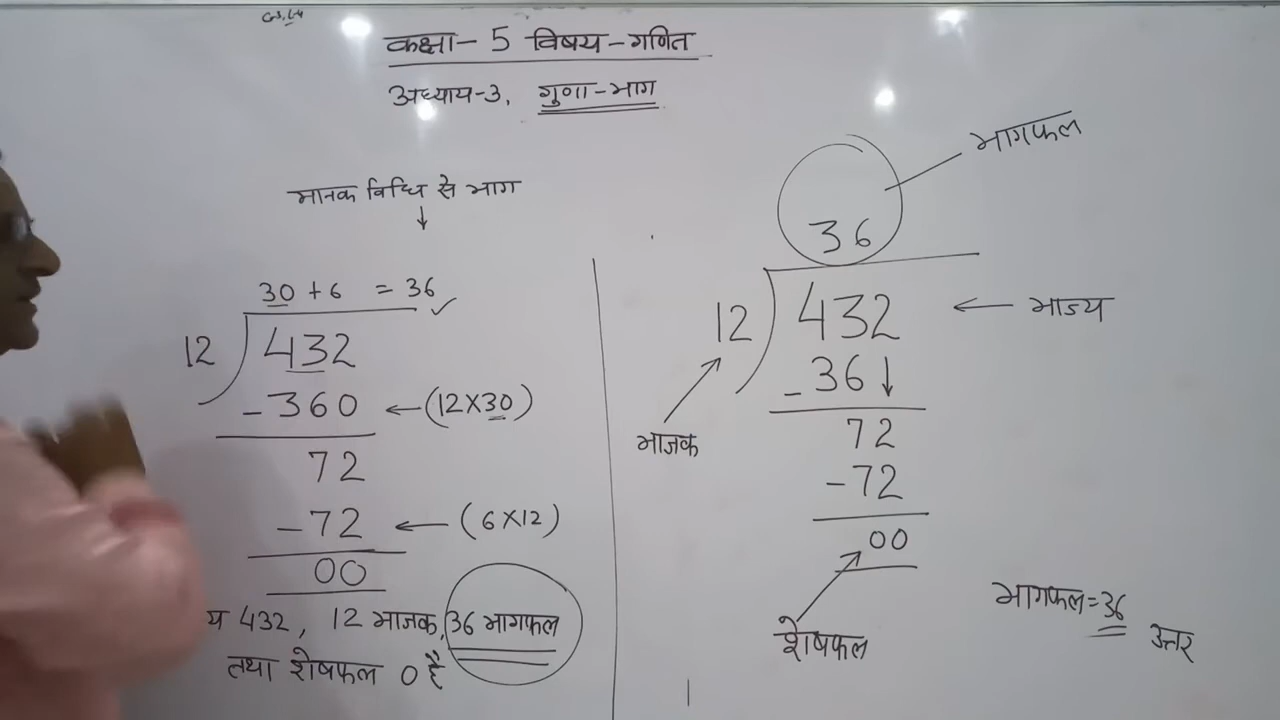 कक्षा- 5 विषय-गणित
अध्याय-3, गुणा-भाग
मानक विधि से भाग
↓
30 + 6 = 36 ✓
12 432
- 360 ← (12×30)
72
- 72 ← (6×12)
00
432, 12 भाजक, 36 भागफल
तथा शेषफल 0 है
भागफल
36
12 432 ← भाज्य
- 36 ↓
भाजक
72
- 72
00
शेषफल
भागफल = 36
उत्तर